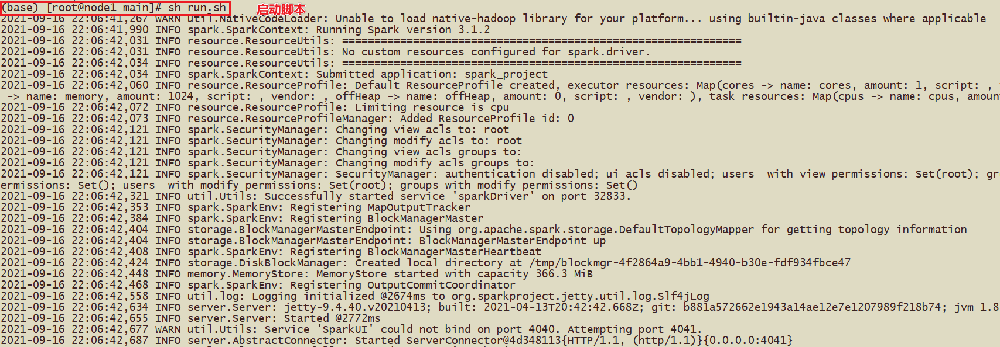 (base) [root@node1 main]# sh run.sh 启动脚本
2021-09-16 22:06:41,267 WARN util.NativeCodeLoader: Unable to load native-hadoop library for your platform... using builtin-java classes where applicable
2021-09-16 22:06:41,990 INFO spark.SparkContext: Running Spark version 3.1.2
2021-09-16 22:06:42,031 INFO resource.ResourceUtils: ==============================================================
2021-09-16 22:06:42,031 INFO resource.ResourceUtils: No custom resources configured for spark.driver.
2021-09-16 22:06:42,034 INFO resource.ResourceUtils: ==============================================================
2021-09-16 22:06:42,034 INFO spark.SparkContext: Submitted application: spark_project
2021-09-16 22:06:42,060 INFO resource.ResourceProfile: Default ResourceProfile created, executor resources: Map(cores -> name: cores, amount: 1, script: ,
-> name: memory, amount: 1024, script: , vendor: , offHeap -> name: offHeap, amount: 0, script: , vendor: ), task resources: Map(cpus -> name: cpus, amoun
2021-09-16 22:06:42,072 INFO resource.ResourceProfile: Limiting resource is cpu
2021-09-16 22:06:42,073 INFO resource.ResourceProfileManager: Added ResourceProfile id: 0
2021-09-16 22:06:42,121 INFO spark.SecurityManager: Changing view acls to: root
2021-09-16 22:06:42,121 INFO spark.SecurityManager: Changing modify acls to: root
2021-09-16 22:06:42,121 INFO spark.SecurityManager: Changing view acls groups to:
2021-09-16 22:06:42,121 INFO spark.SecurityManager: Changing modify acls groups to:
2021-09-16 22:06:42,121 INFO spark.SecurityManager: SecurityManager: authentication disabled; ui acls disabled; users  with view permissions: Set(root); gr
ermissions: Set(); users  with modify permissions: Set(root); groups with modify permissions: Set()
2021-09-16 22:06:42,321 INFO util.Utils: Successfully started service 'sparkDriver' on port 32833.
2021-09-16 22:06:42,353 INFO spark.SparkEnv: Registering MapOutputTracker
2021-09-16 22:06:42,384 INFO spark.SparkEnv: Registering BlockManagerMaster
2021-09-16 22:06:42,404 INFO storage.BlockManagerMasterEndpoint: Using org.apache.spark.storage.DefaultTopologyMapper for getting topology information
2021-09-16 22:06:42,404 INFO storage.BlockManagerMasterEndpoint: BlockManagerMasterEndpoint up
2021-09-16 22:06:42,408 INFO spark.SparkEnv: Registering BlockManagerMasterHeartbeat
2021-09-16 22:06:42,424 INFO storage.DiskBlockManager: Created local directory at /tmp/blockmgr-4f2864a9-4bb1-4940-b30e-fdf934fbce47
2021-09-16 22:06:42,448 INFO memory.MemoryStore: MemoryStore started with capacity 366.3 MiB
2021-09-16 22:06:42,468 INFO spark.SparkEnv: Registering OutputCommitCoordinator
2021-09-16 22:06:42,558 INFO util.log: Logging initialized @2674ms to org.sparkproject.jetty.util.log.Slf4jLog
2021-09-16 22:06:42,634 INFO server.Server: jetty-9.4.40.v20210413; built: 2021-04-13T20:42:42.668Z; git: b881a572662e1943a14ae12e7e1207989f218b74; jvm 1.8
2021-09-16 22:06:42,655 INFO server.Server: Started @2772ms
2021-09-16 22:06:42,677 WARN util.Utils: Service 'SparkUI' could not bind on port 4040. Attempting port 4041.
2021-09-16 22:06:42,687 INFO server.AbstractConnector: Started ServerConnector@4d348113{HTTP/1.1, (http/1.1)}{0.0.0.0:4041}